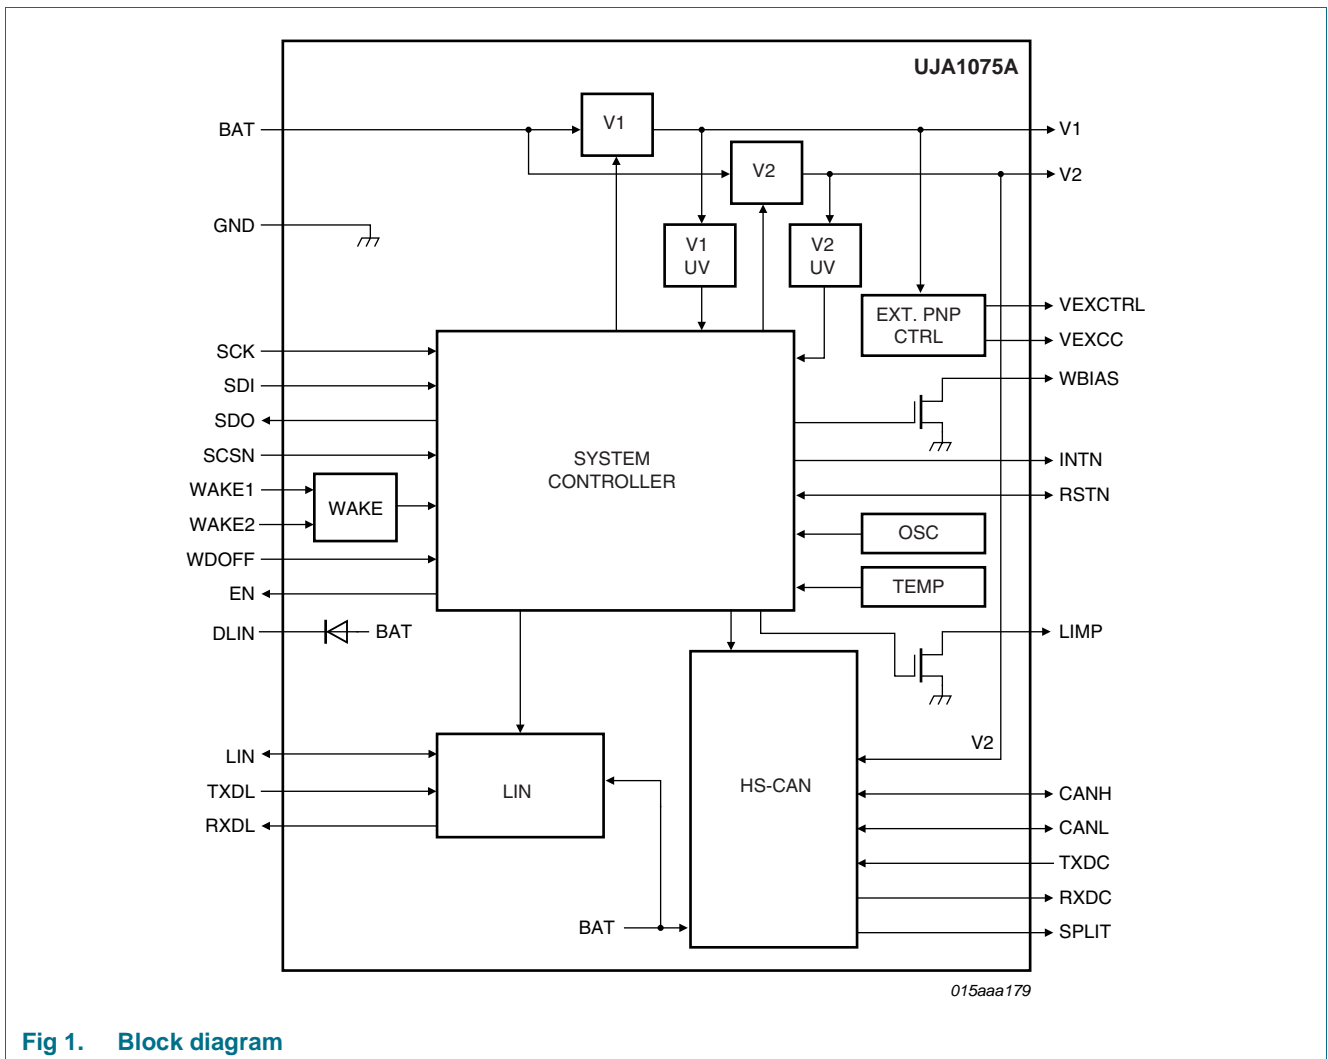 UJA1075A
BAT
V1
V1
V2
V2
GND
V1
UV
V2
UV
EXT. PNP
CTRL
VEXCTRL
VEXCC
SCK
SDI
SDO
SCSN
WAKE1
WAKE2
WAKE
WDOFF
EN
DLIN
BAT
SYSTEM
CONTROLLER
WBIAS
INTN
RSTN
OSC
TEMP
LIMP
V2
LIN
TXDL
RXDL
LIN
HS-CAN
BAT
CANH
CANL
TXDC
RXDC
SPLIT
015aaa179
Fig 1. Block diagram